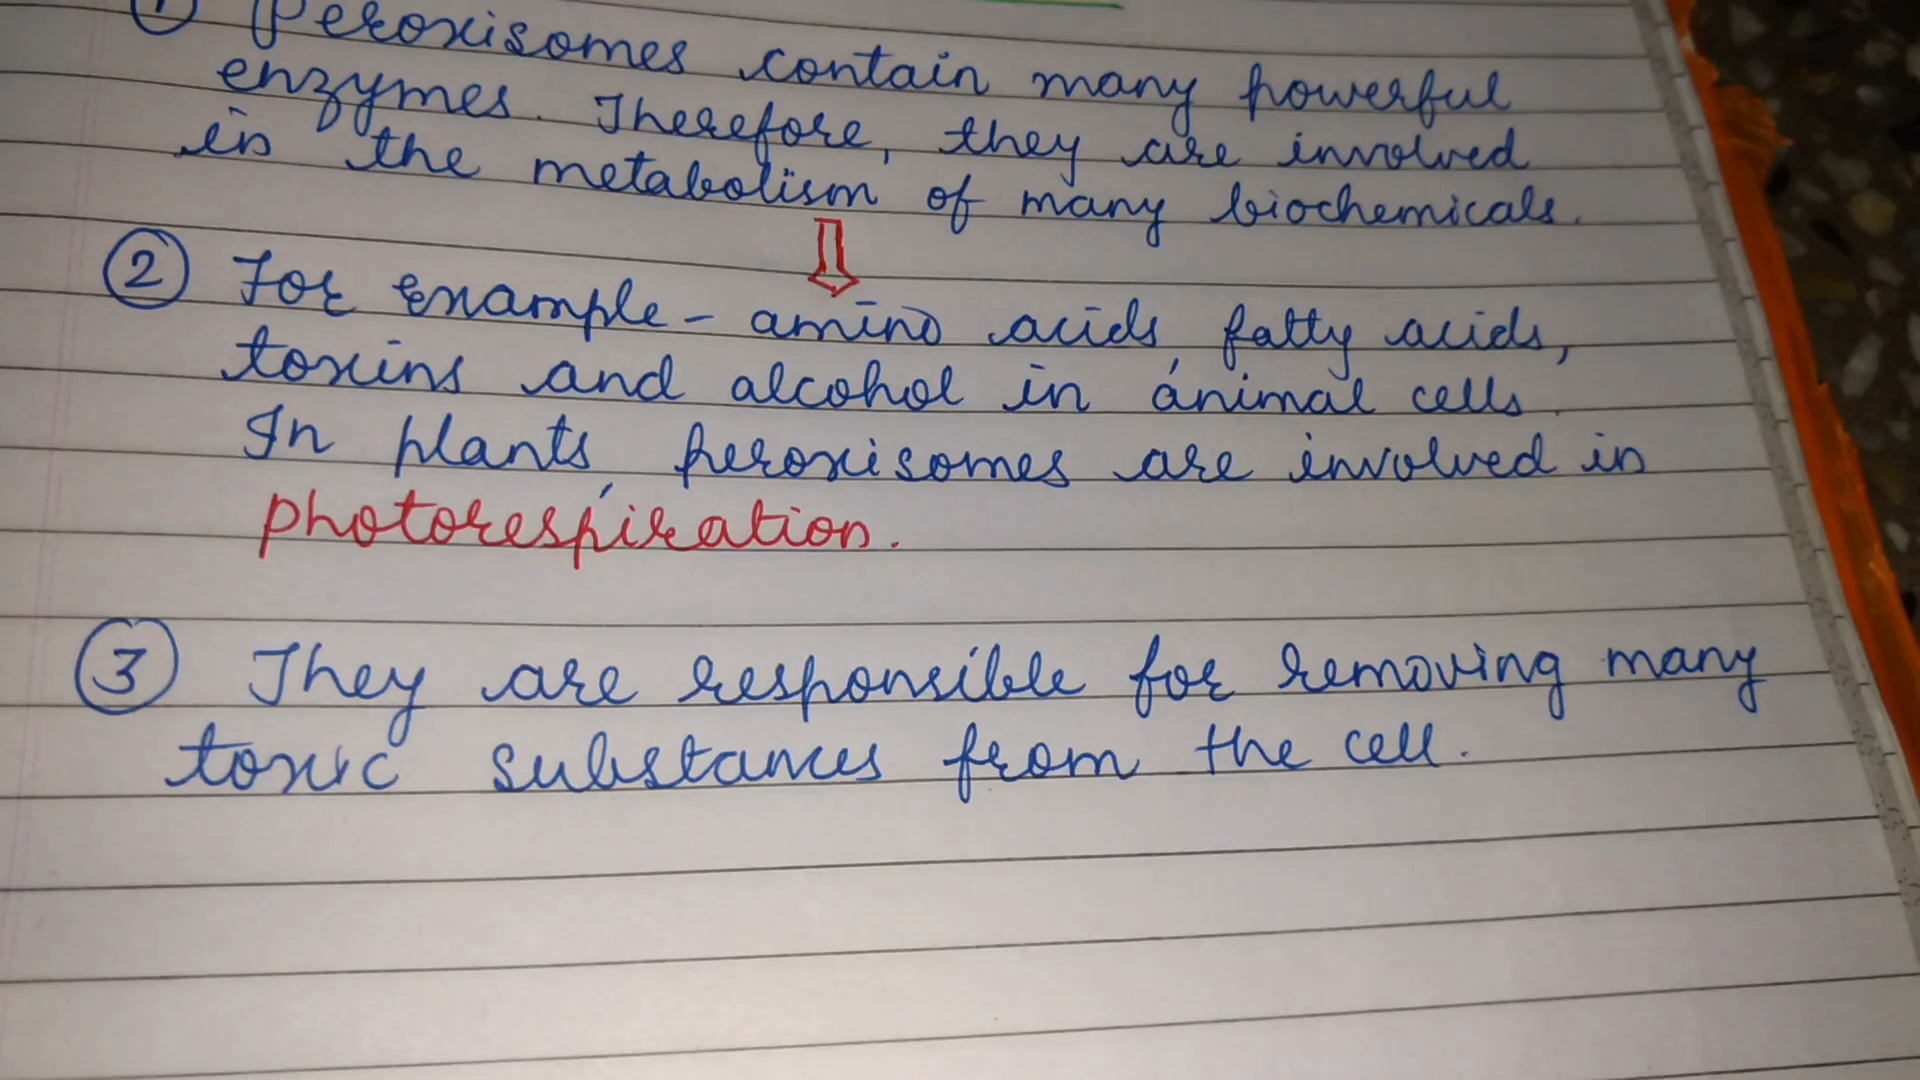 ① Peroxisomes contain many powerful
enzymes. Therefore, they are involved
in the metabolism of many biochemicals.
② For example - amino acids, fatty acids,
toxins and alcohol in animal cells.
In plants, peroxisomes are involved in
photorespiration.
③ They are responsible for removing many
toxic substances from the cell.